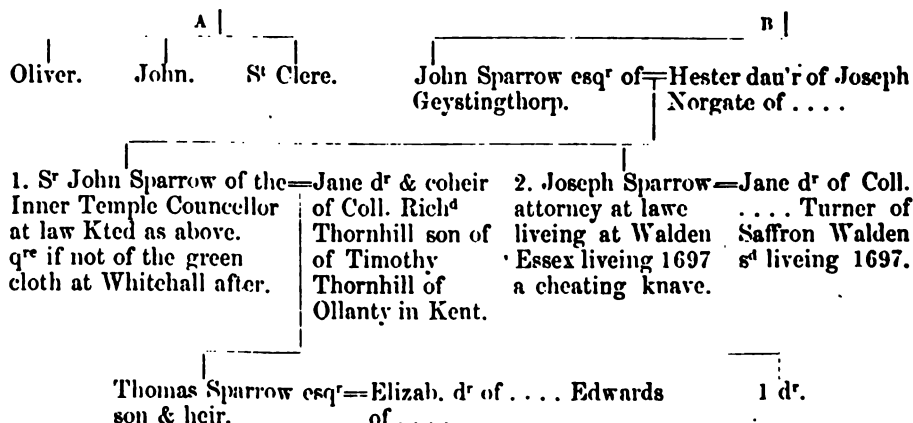 A
B
Oliver. John. St Clere.
John Sparrow esqr of=Hester dau'r of Joseph
Geystingthorp. Norgate of . . . .
1. Sr John Sparrow of the=Jane dr & coheir
Inner Temple Councellor of Coll. Richd
at law Kted as above. Thornhill son of
qre if not of the green of Timothy
cloth at Whitehall after. Thornhill of
Ollanty in Kent.
2. Joseph Sparrow=Jane dr of Coll.
attorney at lawe . . . . Turner of
liveing at Walden Saffron Walden
Essex liveing 1697 sd liveing 1697.
a cheating knave.
Thomas Sparrow esqr=Elizab. dr of . . . . Edwards
son & heir. of . . . .
1 dr.